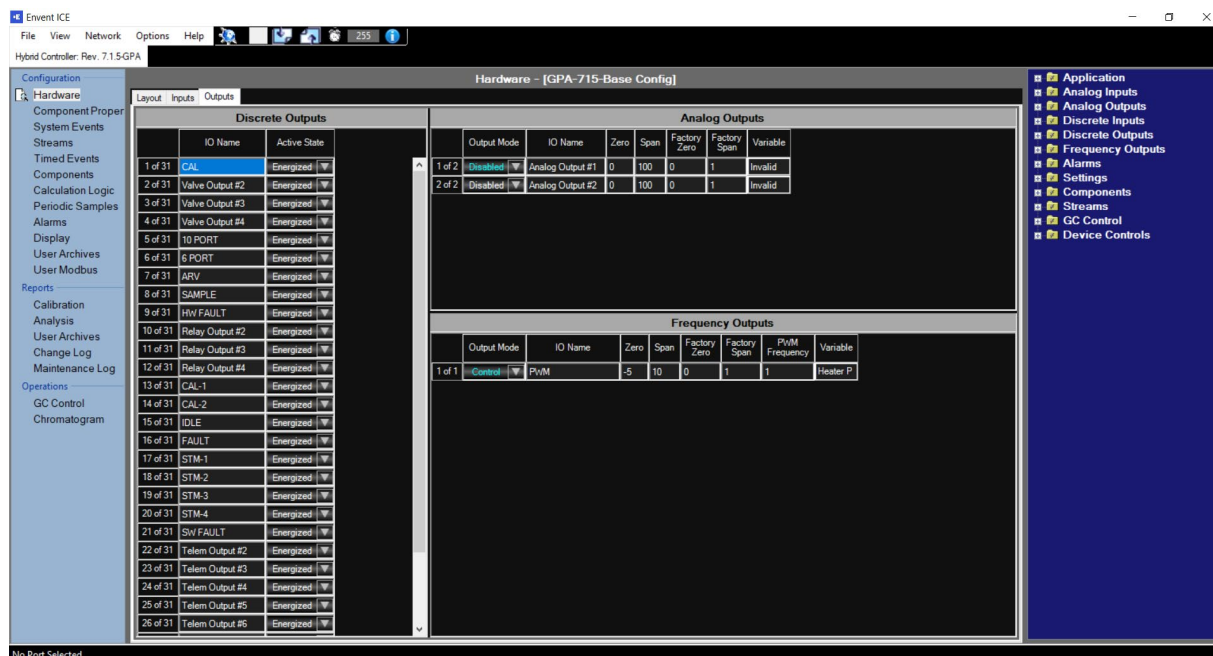 Envent ICE
File View Network Options Help 255
Hybrid Controller: Rev. 7.1.5-GPA
Configuration
Hardware
Component Proper
System Events
Streams
Timed Events
Components
Calculation Logic
Periodic Samples
Alarms
Display
User Archives
User Modbus
Reports
Calibration
Analysis
User Archives
Change Log
Maintenance Log
Operations
GC Control
Chromatogram
Hardware - [GPA-715-Base Config]
Layout Inputs Outputs
Discrete Outputs
IO Name Active State
1 of 31 CAL Energized
2 of 31 Valve Output #2 Energized
3 of 31 Valve Output #3 Energized
4 of 31 Valve Output #4 Energized
5 of 31 10 PORT Energized
6 of 31 6 PORT Energized
7 of 31 ARV Energized
8 of 31 SAMPLE Energized
9 of 31 HW FAULT Energized
10 of 31 Relay Output #2 Energized
11 of 31 Relay Output #3 Energized
12 of 31 Relay Output #4 Energized
13 of 31 CAL-1 Energized
14 of 31 CAL-2 Energized
15 of 31 IDLE Energized
16 of 31 FAULT Energized
17 of 31 STM-1 Energized
18 of 31 STM-2 Energized
19 of 31 STM-3 Energized
20 of 31 STM-4 Energized
21 of 31 SW FAULT Energized
22 of 31 Telem Output #2 Energized
23 of 31 Telem Output #3 Energized
24 of 31 Telem Output #4 Energized
25 of 31 Telem Output #5 Energized
26 of 31 Telem Output #6 Energized
Analog Outputs
Output Mode IO Name Zero Span Factory Zero Factory Span Variable
1 of 2 Disabled Analog Output #1 0 100 0 1 Invalid
2 of 2 Disabled Analog Output #2 0 100 0 1 Invalid
Frequency Outputs
Output Mode IO Name Zero Span Factory Zero Factory Span PWM Frequency Variable
1 of 1 Control PWM -5 10 0 1 1 Heater P
Application
Analog Inputs
Analog Outputs
Discrete Inputs
Discrete Outputs
Frequency Outputs
Alarms
Settings
Components
Streams
GC Control
Device Controls
No Port Selected